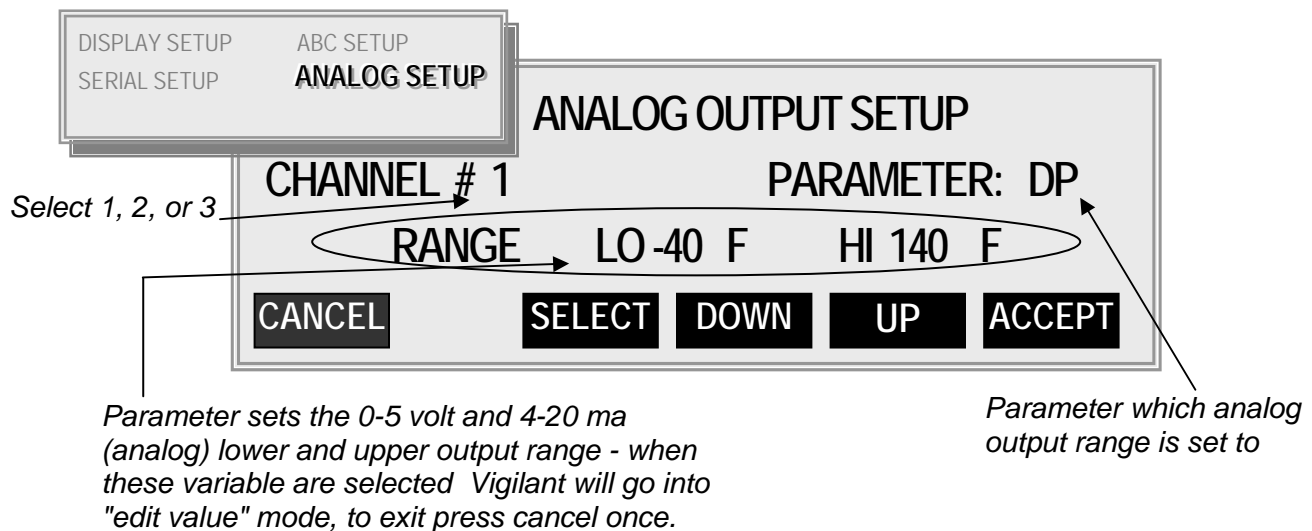 DISPLAY SETUP ABC SETUP
SERIAL SETUP ANALOG SETUP
ANALOG OUTPUT SETUP
CHANNEL # 1 PARAMETER: DP
Select 1, 2, or 3
RANGE LO -40 F HI 140 F
CANCEL SELECT DOWN UP ACCEPT
Parameter sets the 0-5 volt and 4-20 ma
(analog) lower and upper output range - when
these variable are selected Vigilant will go into
"edit value" mode, to exit press cancel once.
Parameter which analog
output range is set to